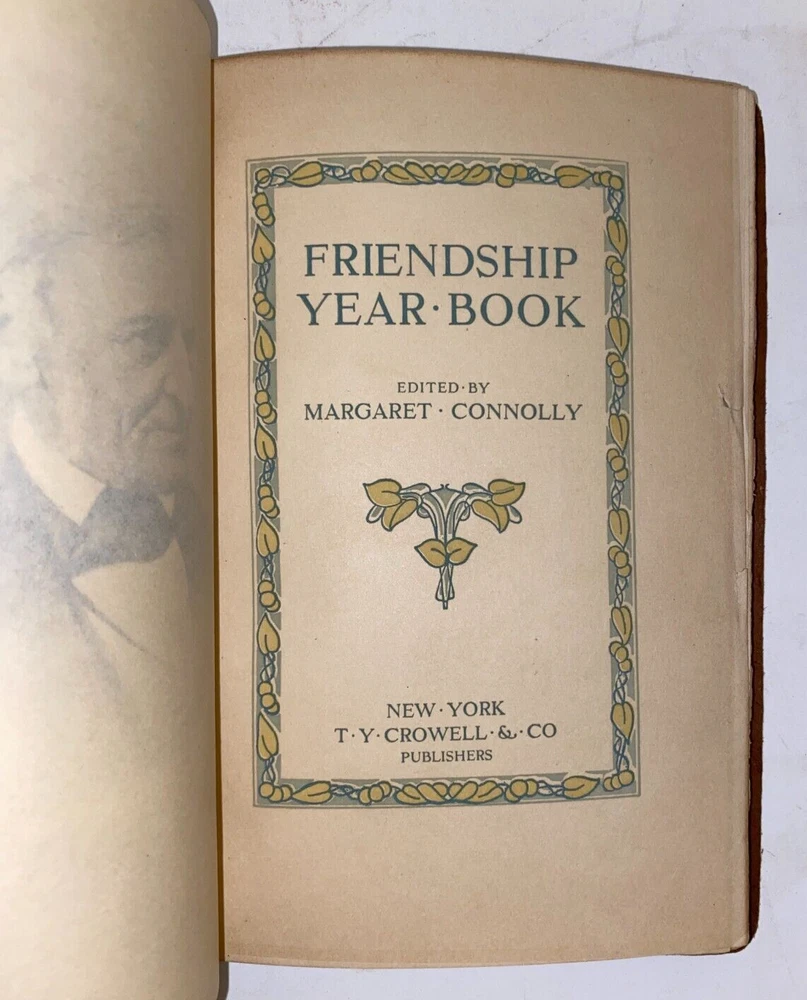 FRIENDSHIP
YEAR·BOOK
EDITED·BY
MARGARET·CONNOLLY
NEW·YORK
T·Y·CROWELL·&·CO
PUBLISHERS